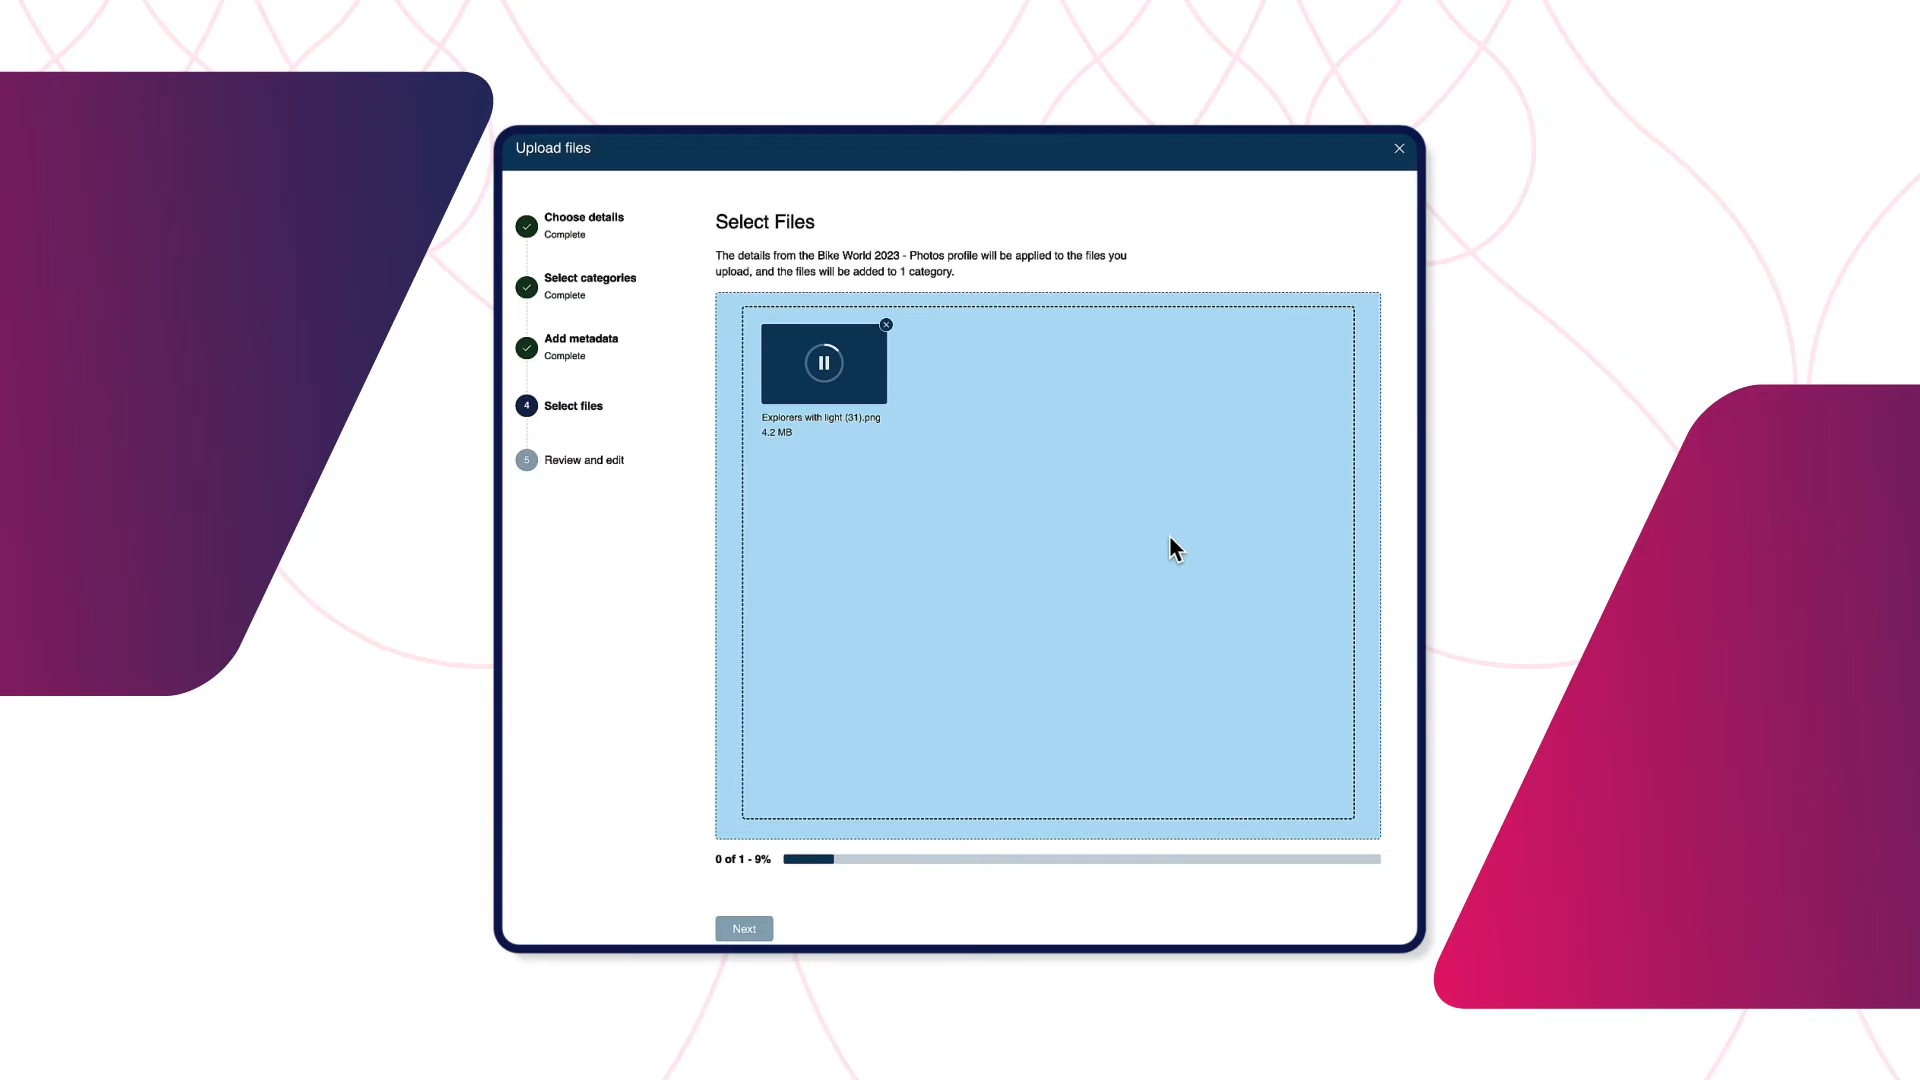 Upload files
Choose details
Complete
Select categories
Complete
Add metadata
Complete
4 Select files
5 Review and edit
Select Files
The details from the Bike World 2023 - Photos profile will be applied to the files you
upload, and the files will be added to 1 category.
Explorers with light (31).png
4.2 MB
0 of 1 - 9%
Next